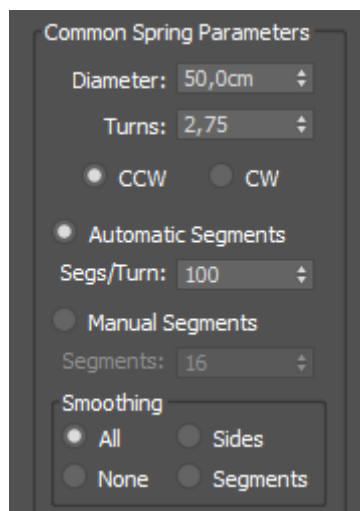 Common Spring Parameters
Diameter: 50,0cm
Turns: 2,75
CCW CW
Automatic Segments
Segs/Turn: 100
Manual Segments
Segments: 16
Smoothing
All Sides
None Segments